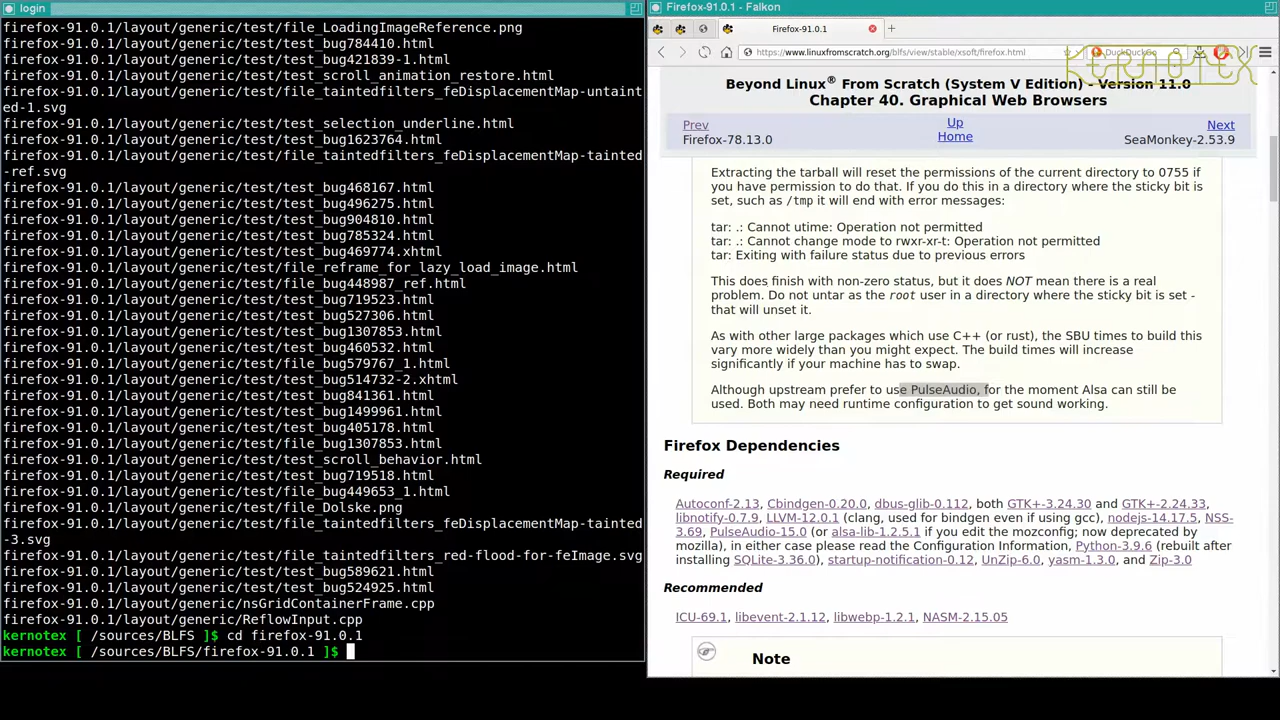 login
firefox-91.0.1/layout/generic/test/file_LoadingImageReference.png
firefox-91.0.1/layout/generic/test/test_bug784410.html
firefox-91.0.1/layout/generic/test/test_bug421839-1.html
firefox-91.0.1/layout/generic/test/test_scroll_animation_restore.html
firefox-91.0.1/layout/generic/test/file_taintedfilters_feDisplacementMap-untaint
ed-1.svg
firefox-91.0.1/layout/generic/test/test_selection_underline.html
firefox-91.0.1/layout/generic/test/test_bug1623764.html
firefox-91.0.1/layout/generic/test/file_taintedfilters_feDisplacementMap-tainted
-ref.svg
firefox-91.0.1/layout/generic/test/test_bug468167.html
firefox-91.0.1/layout/generic/test/test_bug496275.html
firefox-91.0.1/layout/generic/test/test_bug904810.html
firefox-91.0.1/layout/generic/test/test_bug785324.html
firefox-91.0.1/layout/generic/test/test_bug469774.xhtml
firefox-91.0.1/layout/generic/test/file_reframe_for_lazy_load_image.html
firefox-91.0.1/layout/generic/test/file_bug448987_ref.html
firefox-91.0.1/layout/generic/test/test_bug719523.html
firefox-91.0.1/layout/generic/test/test_bug527306.html
firefox-91.0.1/layout/generic/test/test_bug1307853.html
firefox-91.0.1/layout/generic/test/test_bug460532.html
firefox-91.0.1/layout/generic/test/file_bug579767_1.html
firefox-91.0.1/layout/generic/test/test_bug514732-2.xhtml
firefox-91.0.1/layout/generic/test/test_bug841361.html
firefox-91.0.1/layout/generic/test/test_bug1499961.html
firefox-91.0.1/layout/generic/test/test_bug405178.html
firefox-91.0.1/layout/generic/test/file_bug1307853.html
firefox-91.0.1/layout/generic/test/test_scroll_behavior.html
firefox-91.0.1/layout/generic/test/test_bug719518.html
firefox-91.0.1/layout/generic/test/file_bug449653_1.html
firefox-91.0.1/layout/generic/test/file_Dolske.png
firefox-91.0.1/layout/generic/test/file_taintedfilters_feDisplacementMap-tainted
-3.svg
firefox-91.0.1/layout/generic/test/file_taintedfilters_red-flood-for-feImage.svg
firefox-91.0.1/layout/generic/test/test_bug589621.html
firefox-91.0.1/layout/generic/test/test_bug524925.html
firefox-91.0.1/layout/generic/nsGridContainerFrame.cpp
firefox-91.0.1/layout/generic/ReflowInput.cpp
kernotex [ /sources/BLFS ]$ cd firefox-91.0.1
kernotex [ /sources/BLFS/firefox-91.0.1 ]$
Firefox-91.0.1 - Falkon
Firefox-91.0.1
https://www.linuxfromscratch.org/blfs/view/stable/xsoft/firefox.html
DuckDuckGo
KERNOTEX
Beyond Linux® From Scratch (System V Edition) - Version 11.0
Chapter 40. Graphical Web Browsers
Prev Up Next
Firefox-78.13.0 Home SeaMonkey-2.53.9
Extracting the tarball will reset the permissions of the current directory to 0755 if
you have permission to do that. If you do this in a directory where the sticky bit is
set, such as /tmp it will end with error messages:
tar: .: Cannot utime: Operation not permitted
tar: .: Cannot change mode to rwxr-xr-t: Operation not permitted
tar: Exiting with failure status due to previous errors
This does finish with non-zero status, but it does NOT mean there is a real
problem. Do not untar as the root user in a directory where the sticky bit is set -
that will unset it.
As with other large packages which use C++ (or rust), the SBU times to build this
vary more widely than you might expect. The build times will increase
significantly if your machine has to swap.
Although upstream prefer to use PulseAudio, for the moment Alsa can still be
used. Both may need runtime configuration to get sound working.
Firefox Dependencies
Required
Autoconf-2.13, Cbindgen-0.20.0, dbus-glib-0.112, both GTK+-3.24.30 and GTK+-2.24.33,
libnotify-0.7.9, LLVM-12.0.1 (clang, used for bindgen even if using gcc), nodejs-14.17.5, NSS-
3.69, PulseAudio-15.0 (or alsa-lib-1.2.5.1 if you edit the mozconfig; now deprecated by
mozilla), in either case please read the Configuration Information, Python-3.9.6 (rebuilt after
installing SQLite-3.36.0), startup-notification-0.12, UnZip-6.0, yasm-1.3.0, and Zip-3.0
Recommended
ICU-69.1, libevent-2.1.12, libwebp-1.2.1, NASM-2.15.05
Note